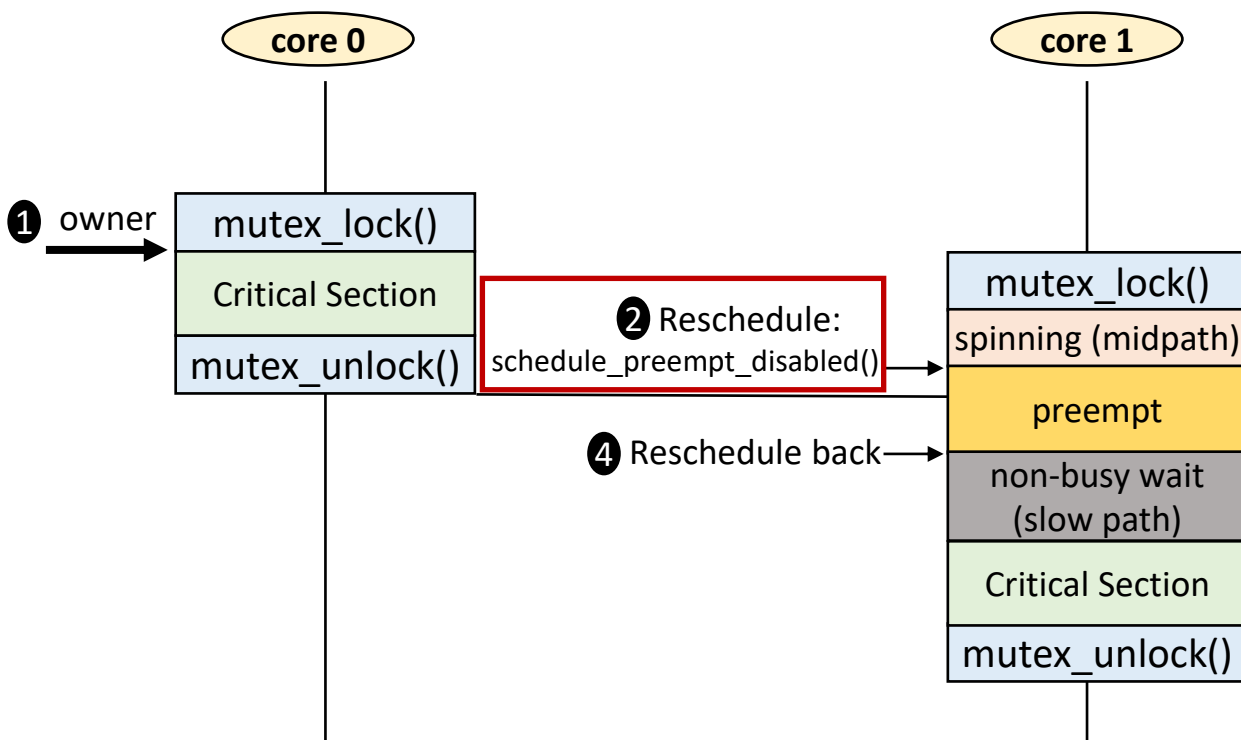 core 0
core 1
1 owner
mutex_lock()
Critical Section
mutex_unlock()
2 Reschedule:
schedule_preempt_disabled()
4 Reschedule back
mutex_lock()
spinning (midpath)
preempt
non-busy wait
(slow path)
Critical Section
mutex_unlock()